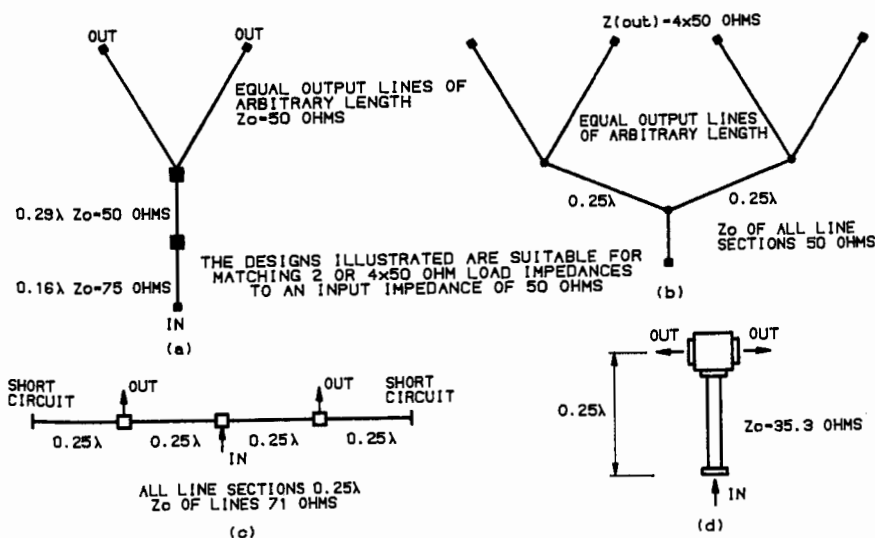 OUT OUT
EQUAL OUTPUT LINES OF
ARBITRARY LENGTH
Zo=50 OHMS
0.29λ Zo=50 OHMS
0.16λ Zo=75 OHMS
IN
(a)
THE DESIGNS ILLUSTRATED ARE SUITABLE FOR
MATCHING 2 OR 4x50 OHM LOAD IMPEDANCES
TO AN INPUT IMPEDANCE OF 50 OHMS
Z(out)=4x50 OHMS
EQUAL OUTPUT LINES
OF ARBITRARY LENGTH
0.25λ 0.25λ
Zo OF ALL LINE
SECTIONS 50 OHMS
(b)
SHORT
CIRCUIT
OUT OUT
SHORT
CIRCUIT
0.25λ 0.25λ 0.25λ 0.25λ
IN
ALL LINE SECTIONS 0.25λ
Zo OF LINES 71 OHMS
(c)
OUT OUT
0.25λ
Zo=35.3 OHMS
IN
(d)